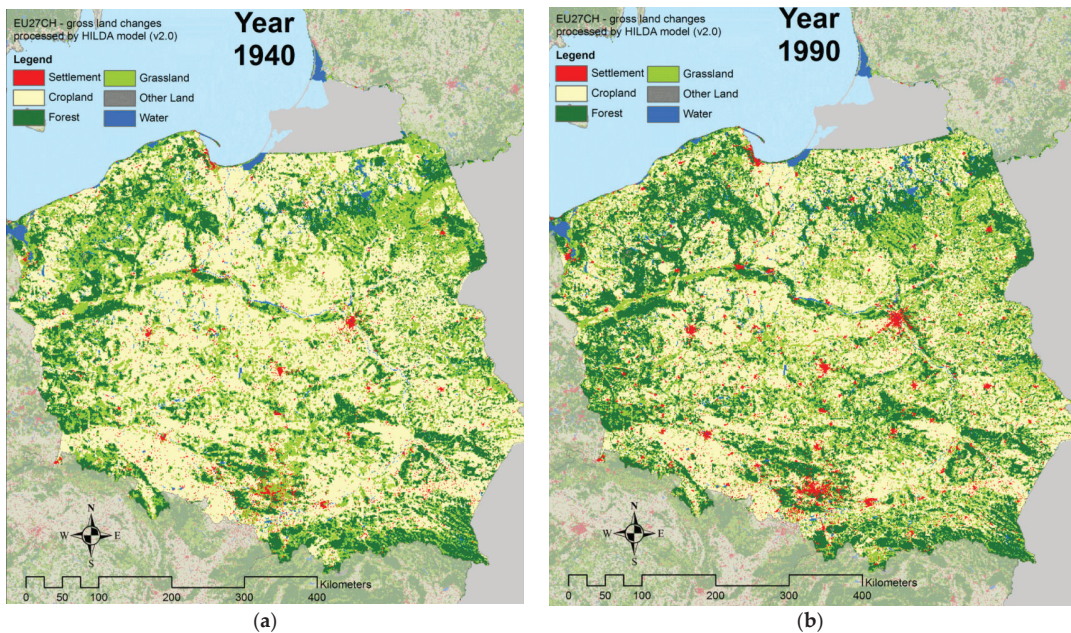 EU27CH - gross land changes
processed by HILDA model (v2.0)
Year
1940
Legend
Settlement
Grassland
Cropland
Other Land
Forest
Water
N
W
E
S
Kilometers
0 50 100 200 300 400
(a)
EU27CH - gross land changes
processed by HILDA model (v2.0)
Year
1990
Legend
Settlement
Grassland
Cropland
Other Land
Forest
Water
N
W
E
S
Kilometers
0 50 100 200 300 400
(b)